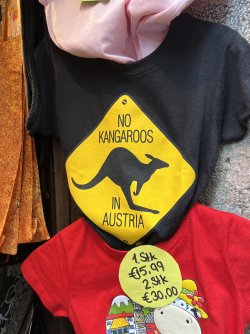 NO
KANGAROOS
IN
AUSTRIA
1.Stk
€15.99
2.Stk
€30.00